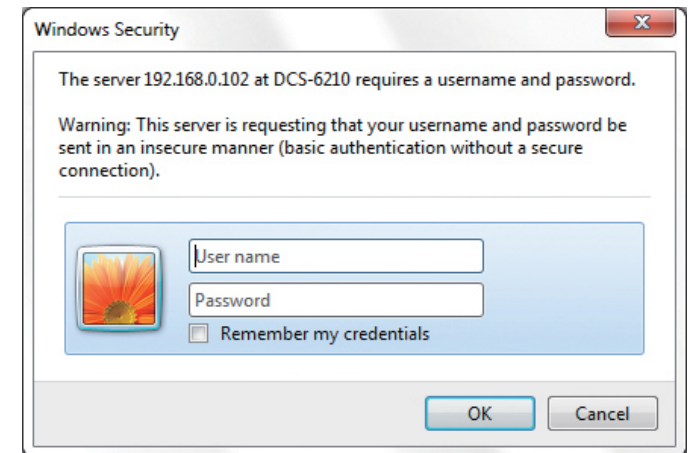 Windows Security
The server 192.168.0.102 at DCS-6210 requires a username and password.
Warning: This server is requesting that your username and password be
sent in an insecure manner (basic authentication without a secure
connection).
User name
Password
Remember my credentials
OK Cancel